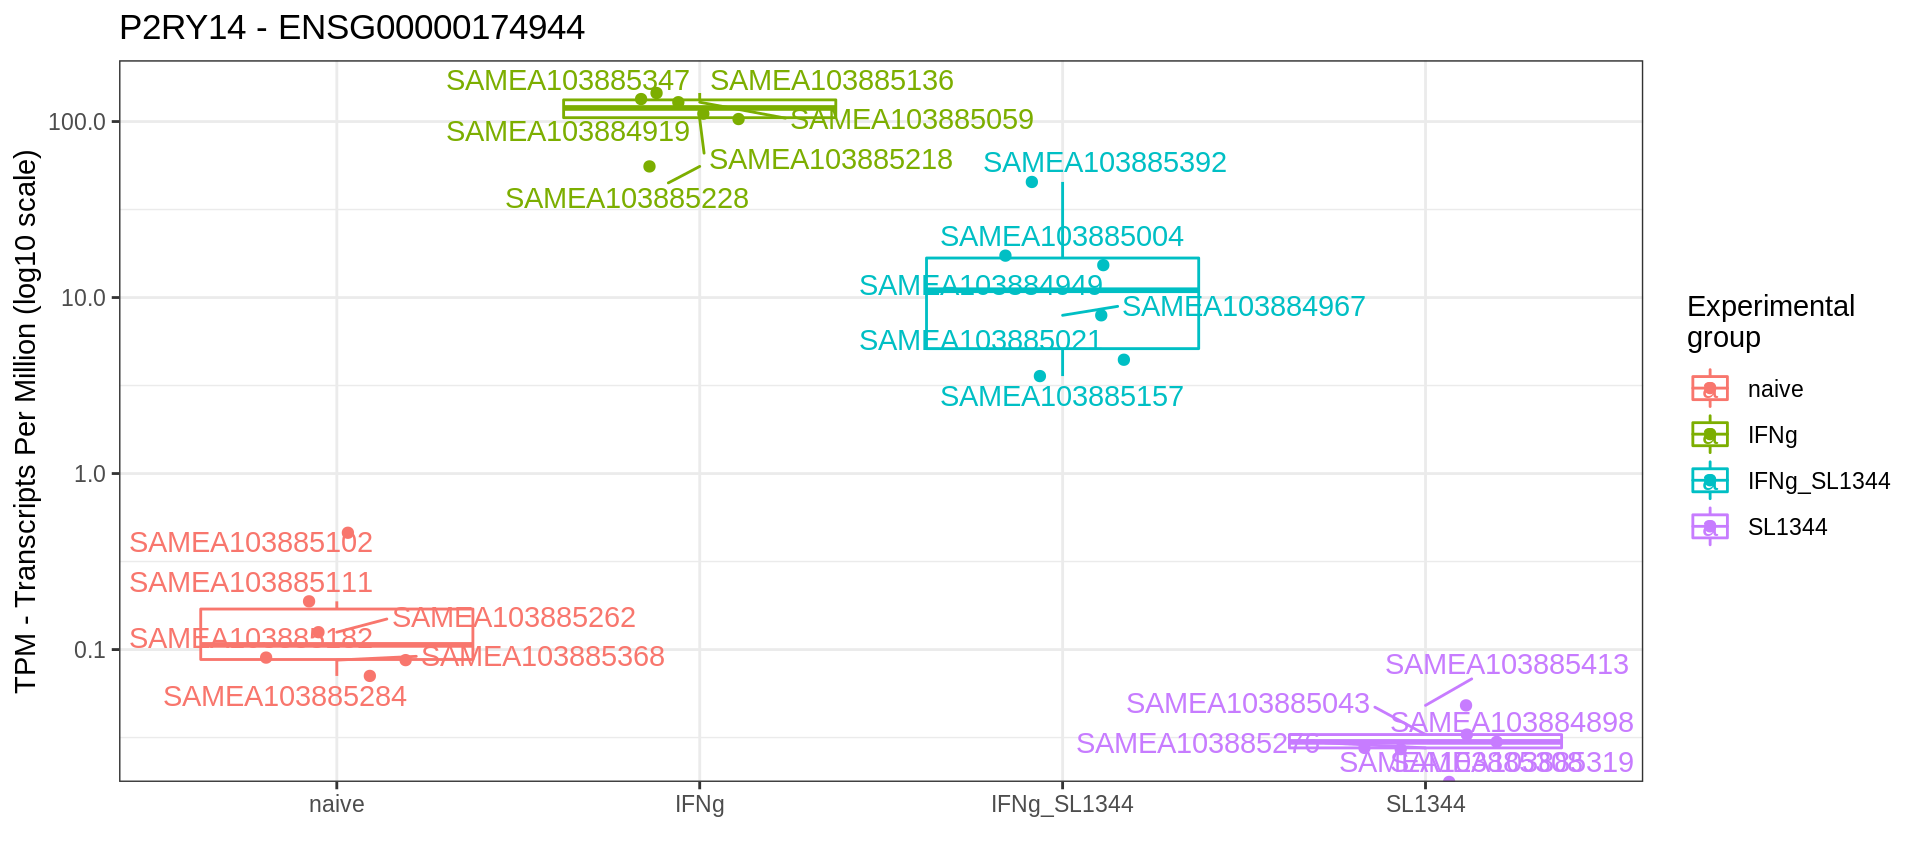 P2RY14 - ENSG00000174944
TPM - Transcripts Per Million (log10 scale)
100.0
10.0
1.0
0.1
SAMEA103885347
SAMEA103885136
SAMEA103885059
SAMEA103884919
SAMEA103885218
SAMEA103885228
SAMEA103885392
SAMEA103885004
SAMEA103884949
SAMEA103884967
SAMEA103885021
SAMEA103885157
SAMEA103885102
SAMEA103885111
SAMEA103885262
SAMEA103885182
SAMEA103885368
SAMEA103885284
SAMEA103885413
SAMEA103885043
SAMEA103884898
SAMEA103885276
naive
IFNg
IFNg_SL1344
SL1344
Experimental
group
naive
IFNg
IFNg_SL1344
SL1344